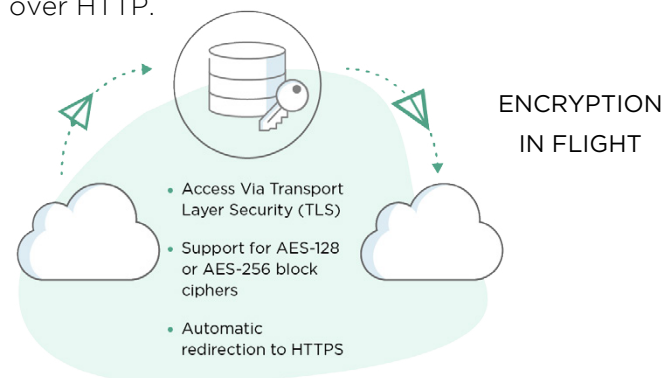 over HTTP.
ENCRYPTION
IN FLIGHT
• Access Via Transport
Layer Security (TLS)
• Support for AES-128
or AES-256 block
ciphers
• Automatic
redirection to HTTPS